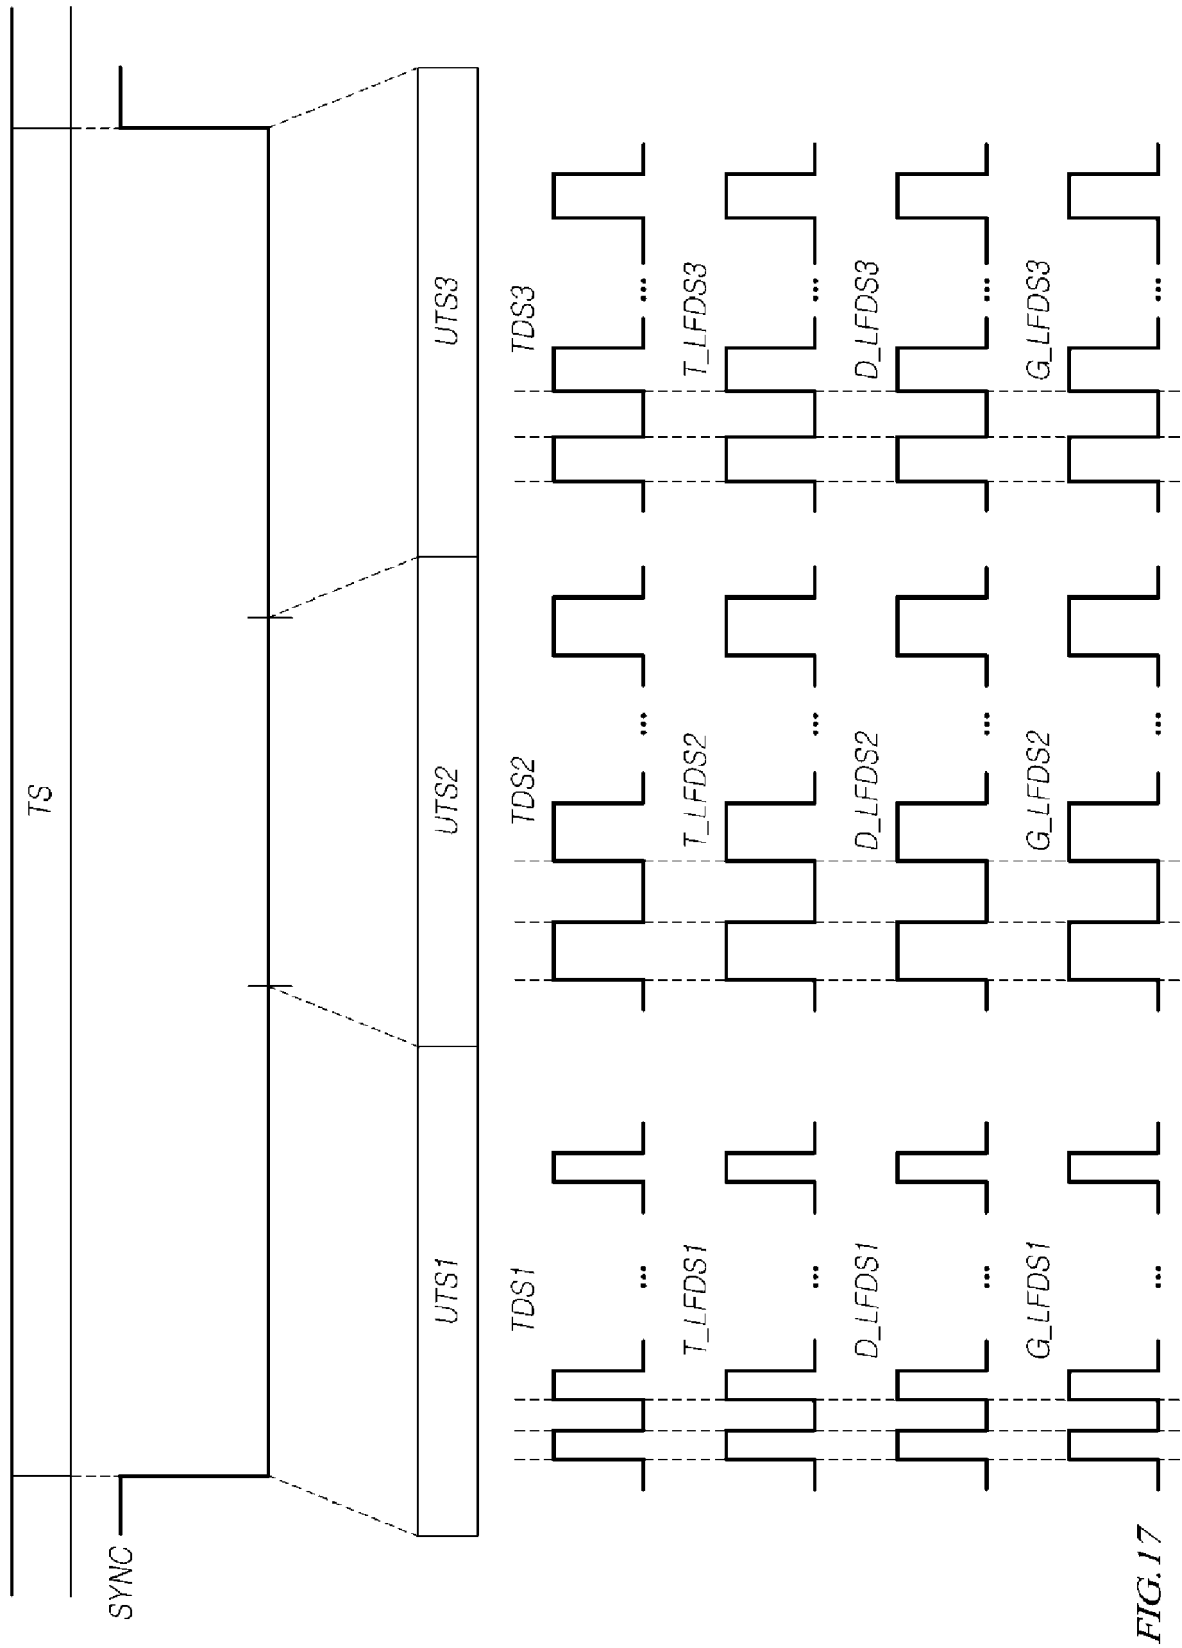 TS
SYNC
UTS1 UTS2 UTS3
TDS1 TDS2 TDS3
... ... ...
T_LFDS1 T_LFDS2 T_LFDS3
... ... ...
D_LFDS1 D_LFDS2 D_LFDS3
... ... ...
G_LFDS1 G_LFDS2 G_LFDS3
... ... ...
FIG.17